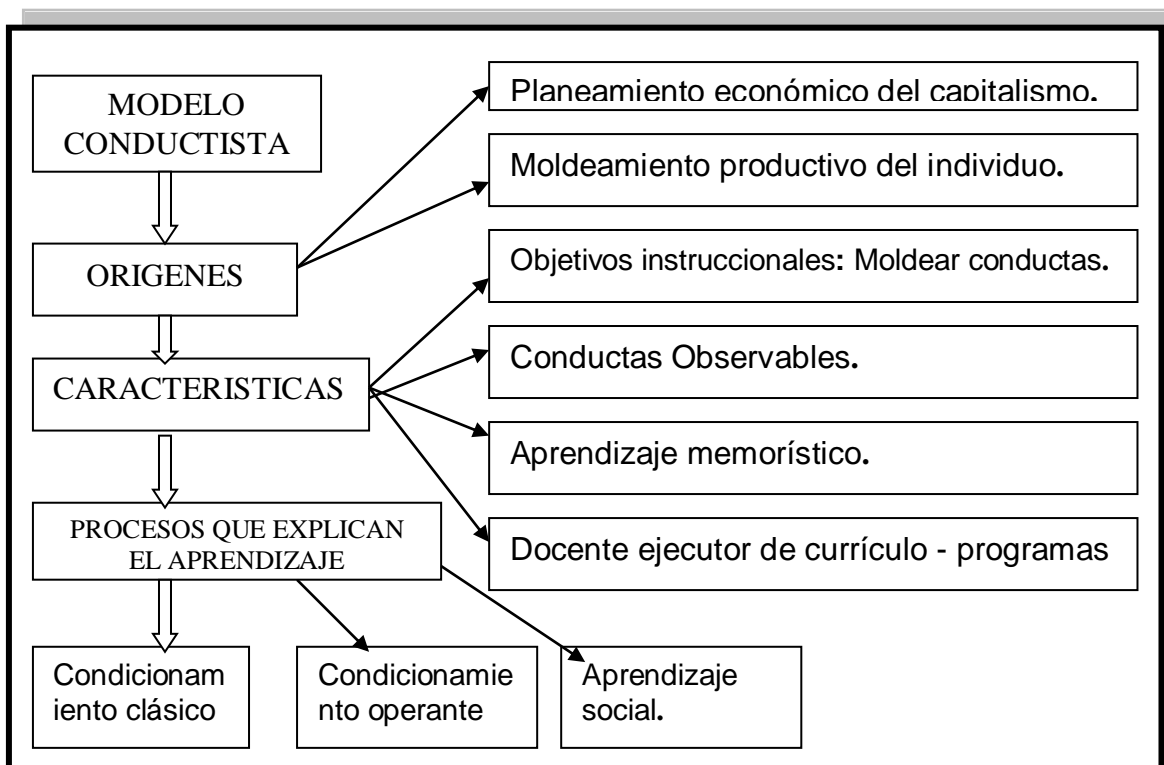 MODELO
CONDUCTISTA
Planeamiento económico del capitalismo.
Moldeamiento productivo del individuo.
ORIGENES
Objetivos instruccionales: Moldear conductas.
Conductas Observables.
CARACTERISTICAS
Aprendizaje memorístico.
PROCESOS QUE EXPLICAN
EL APRENDIZAJE
Docente ejecutor de currículo - programas
Condicionam
iento clásico
Condicionamie
nto operante
Aprendizaje
social.